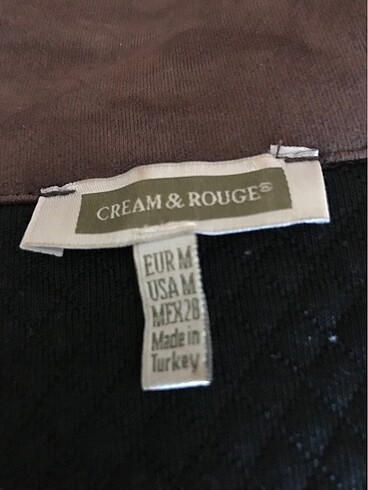 CREAM & ROUGE®
EUR M
USA M
MEX28
Made in
Turkey